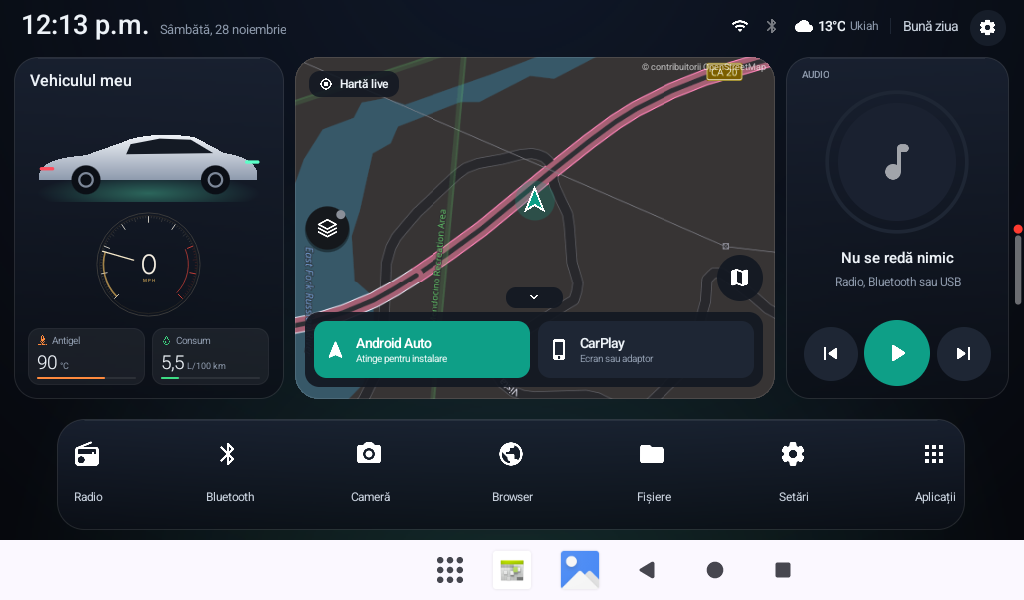 12:13 p.m.
Sâmbătă, 28 noiembrie
13°C Ukiah
Bună ziua
Vehiculul meu
0
MPH
Antigel
90 °C
Consum
5,5 L/100 km
Hartă live
© contribuitorii OpenStreetMap
CA 20
Android Auto
Atinge pentru instalare
CarPlay
Ecran sau adaptor
AUDIO
Nu se redă nimic
Radio, Bluetooth sau USB
Radio
Bluetooth
Cameră
Browser
Fișiere
Setări
Aplicații